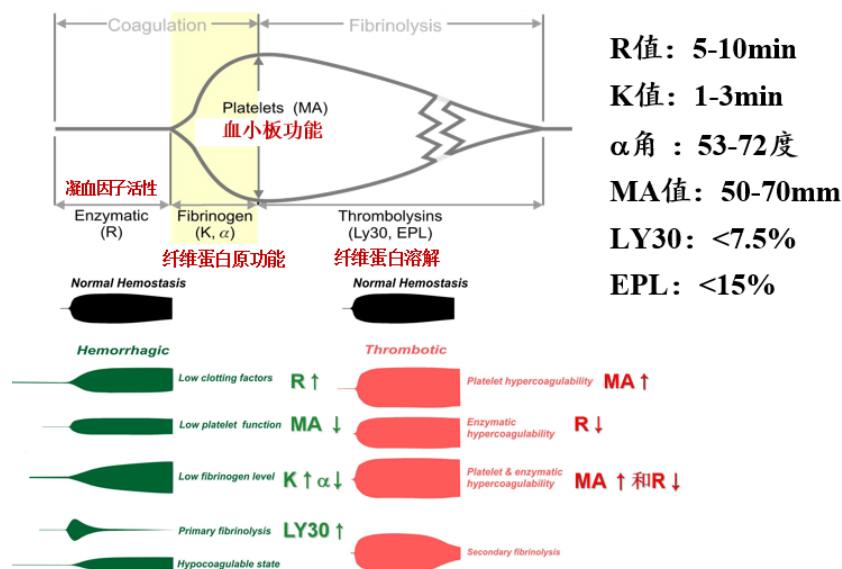 Coagulation
Fibrinolysis
Platelets (MA)
血小板功能
凝血因子活性
Enzymatic
(R)
Fibrinogen
(K, α)
Thrombolysins
(Ly30, EPL)
纤维蛋白原功能
纤维蛋白溶解
R值：5-10min
K值：1-3min
α角 ：53-72度
MA值：50-70mm
LY30：<7.5%
EPL：<15%
Normal Hemostasis
Hemorrhagic
Low clotting factors R↑
Low platelet function MA ↓
Low fibrinogen level K↑α↓
Primary fibrinolysis LY30↑
Hypocoagulable state
Normal Hemostasis
Thrombotic
Platelet hypercoagulability MA↑
Enzymatic
hypercoagulability R↓
Platelet & enzymatic
hypercoagulability MA ↑和R↓
Secondary fibrinolysis